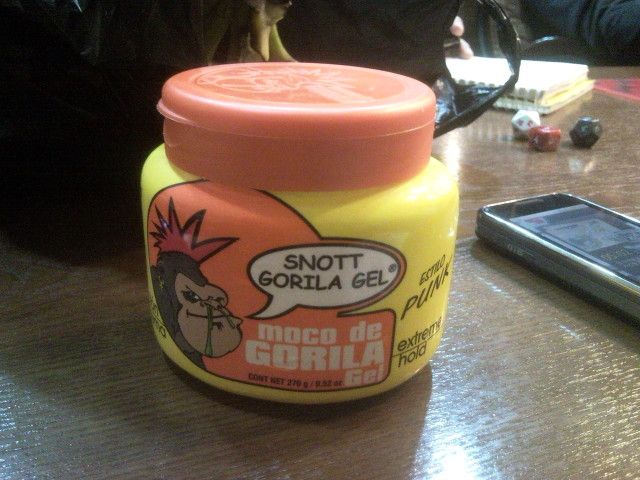 SNOTT
GORILA GEL®
moco de
GORILA
Gel
CONT NET 270 g / 9.52 oz
ESTILO
PUNK
extreme
hold